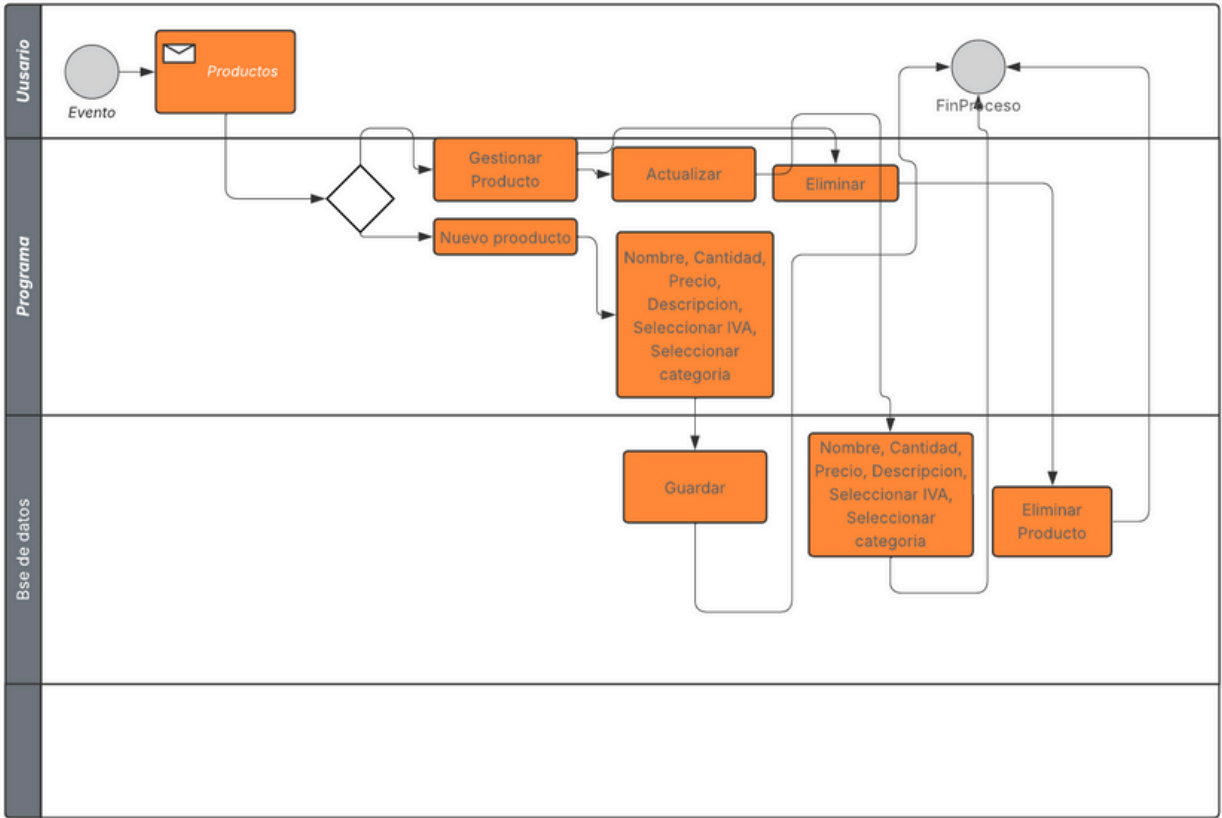 Uusario
Productos
Evento
FinProceso
Programa
Gestionar
Producto
Actualizar
Eliminar
Nuevo prooducto
Nombre, Cantidad,
Precio,
Descripcion,
Seleccionar IVA,
Seleccionar
categoria
Bse de datos
Guardar
Nombre, Cantidad,
Precio, Descripcion,
Seleccionar IVA,
Seleccionar
categoria
Eliminar
Producto